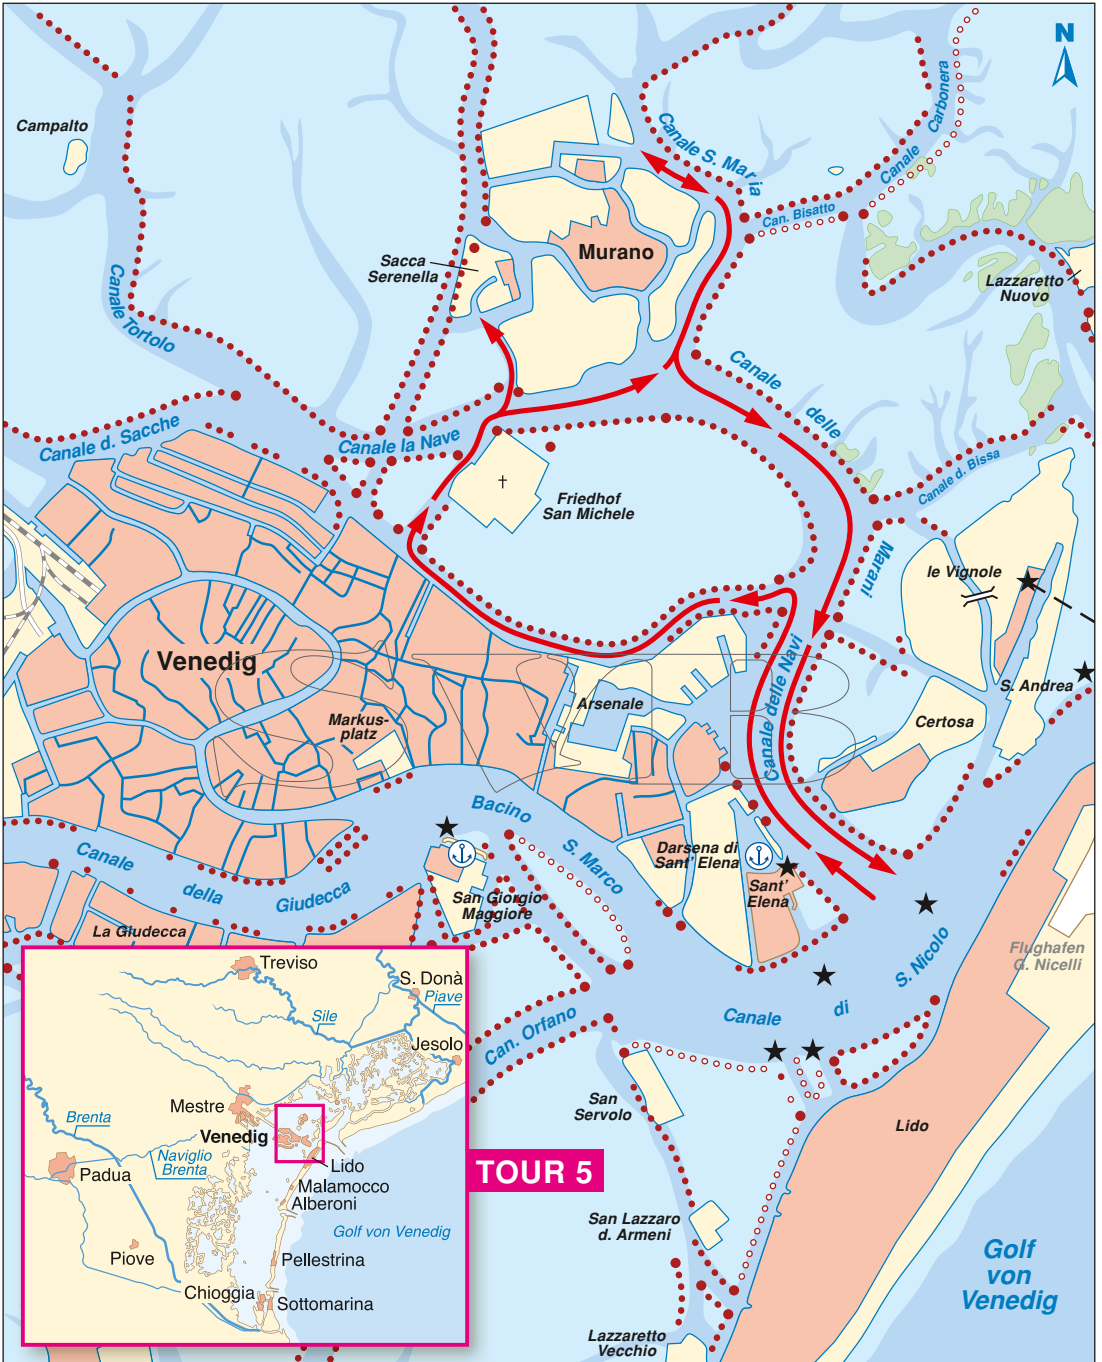 N
Campalto
Canale S. Maria
Canale Carbonera
Can. Bisatto
Murano
Sacca
Serenella
Lazzaretto
Nuovo
Canale Tortolo
Canale delle Marani
Canale d. Sacche
Canale la Nave
Canale d. Bissa
Friedhof
San Michele
le Vignole
Venedig
Canale delle Navi
S. Andrea
Arsenale
Markus-
platz
Certosa
Bacino S. Marco
Darsena di
Sant' Elena
Canale della Giudecca
Sant'
Elena
San Giorgio
Maggiore
La Giudecca
Flughafen
G. Nicelli
Canale di S. Nicolo
Can. Orfano
San
Servolo
Lido
San Lazzaro
d. Armeni
Golf
von
Venedig
Lazzaretto
Vecchio
TOUR 5
Treviso
S. Donà
Piave
Sile
Jesolo
Mestre
Brenta
Venedig
Naviglio
Brenta
Padua
Lido
Malamocco
Alberoni
Golf von Venedig
Piove
Pellestrina
Chioggia
Sottomarina